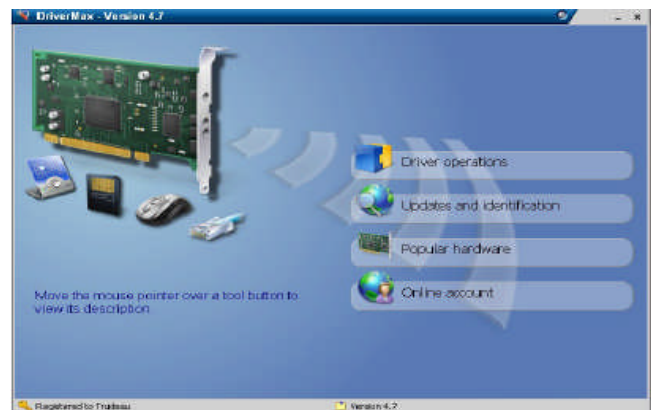 DriverMax - Version 4.7
Driver operations
Updates and identification
Popular hardware
Online account
Move the mouse pointer over a tool button to
view its description
Registered to Trudeau
Version 4.7